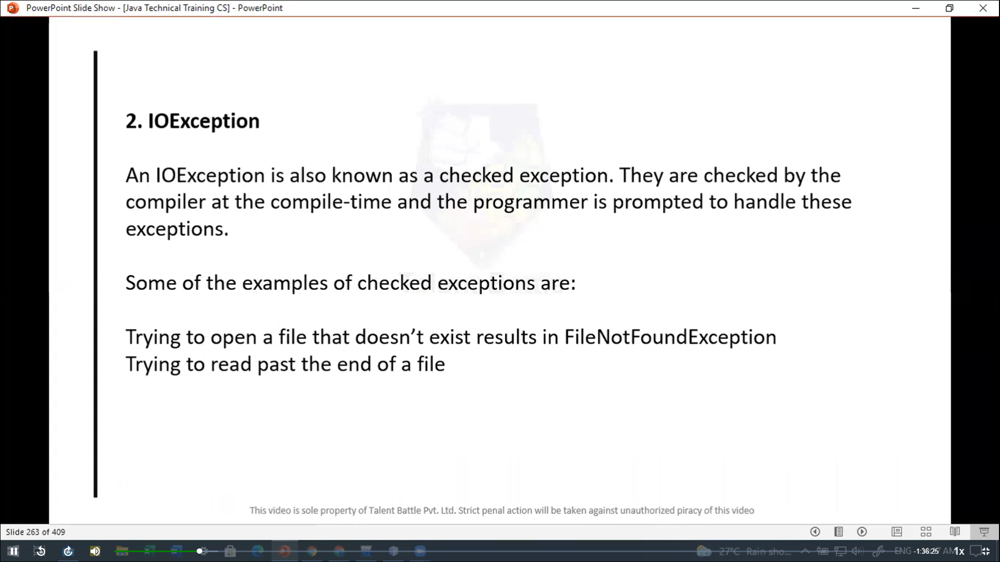 PowerPoint Slide Show - [Java Technical Training CS] - PowerPoint
2. IOException
An IOException is also known as a checked exception. They are checked by the
compiler at the compile-time and the programmer is prompted to handle these
exceptions.
Some of the examples of checked exceptions are:
Trying to open a file that doesn’t exist results in FileNotFoundException
Trying to read past the end of a file
This video is sole property of Talent Battle Pvt. Ltd. Strict penal action will be taken against unauthorized piracy of this video
Slide 263 of 409
27°C Rain sho... ENG -1:36:25 AM 1x